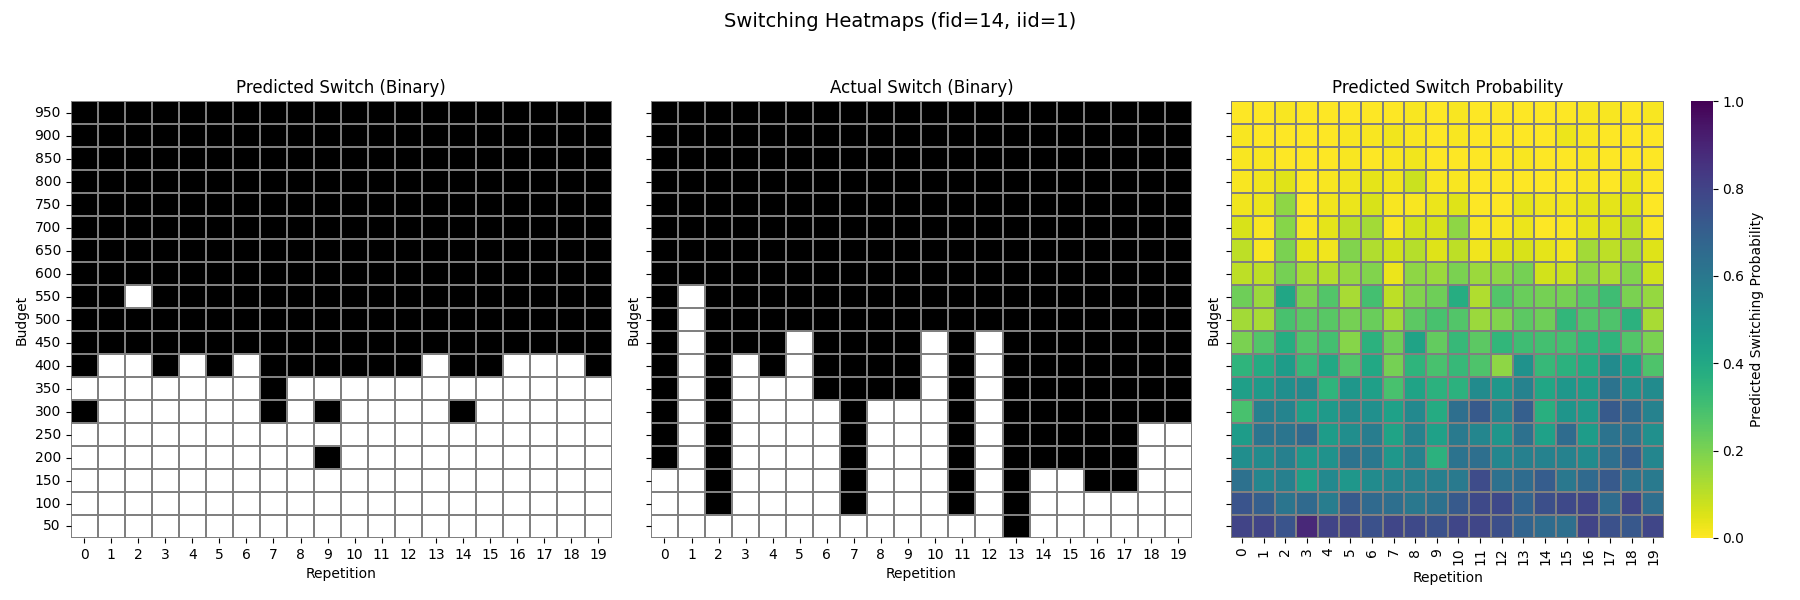 Switching Heatmaps (fid=14, iid=1)
Predicted Switch (Binary)
Budget
950
900
850
800
750
700
650
600
550
500
450
400
350
300
250
200
150
100
50
0 1 2 3 4 5 6 7 8 9 10 11 12 13 14 15 16 17 18 19
Repetition
Actual Switch (Binary)
Budget
0 1 2 3 4 5 6 7 8 9 10 11 12 13 14 15 16 17 18 19
Repetition
Predicted Switch Probability
Budget
0 1 2 3 4 5 6 7 8 9 10 11 12 13 14 15 16 17 18 19
Repetition
1.0
0.8
0.6
0.4
0.2
0.0
Predicted Switching Probability